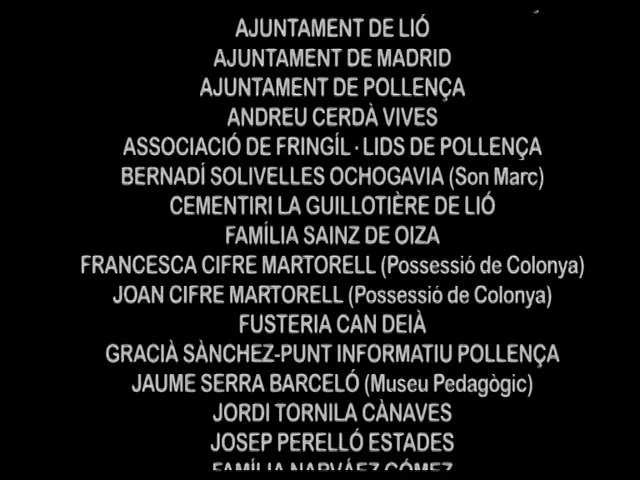 AJUNTAMENT DE LIÓ
AJUNTAMENT DE MADRID
AJUNTAMENT DE POLLENÇA
ANDREU CERDÀ VIVES
ASSOCIACIÓ DE FRINGÍL·LIDS DE POLLENÇA
BERNADÍ SOLIVELLES OCHOGAVIA (Son Marc)
CEMENTIRI LA GUILLOTIÈRE DE LIÓ
FAMÍLIA SAINZ DE OIZA
FRANCESCA CIFRE MARTORELL (Possessió de Colonya)
JOAN CIFRE MARTORELL (Possessió de Colonya)
FUSTERIA CAN DEIÀ
GRACIÀ SÀNCHEZ-PUNT INFORMATIU POLLENÇA
JAUME SERRA BARCELÓ (Museu Pedagògic)
JORDI TORNILA CÀNAVES
JOSEP PERELLÓ ESTADES
FAMÍLIA NARVÁEZ GÓMEZ